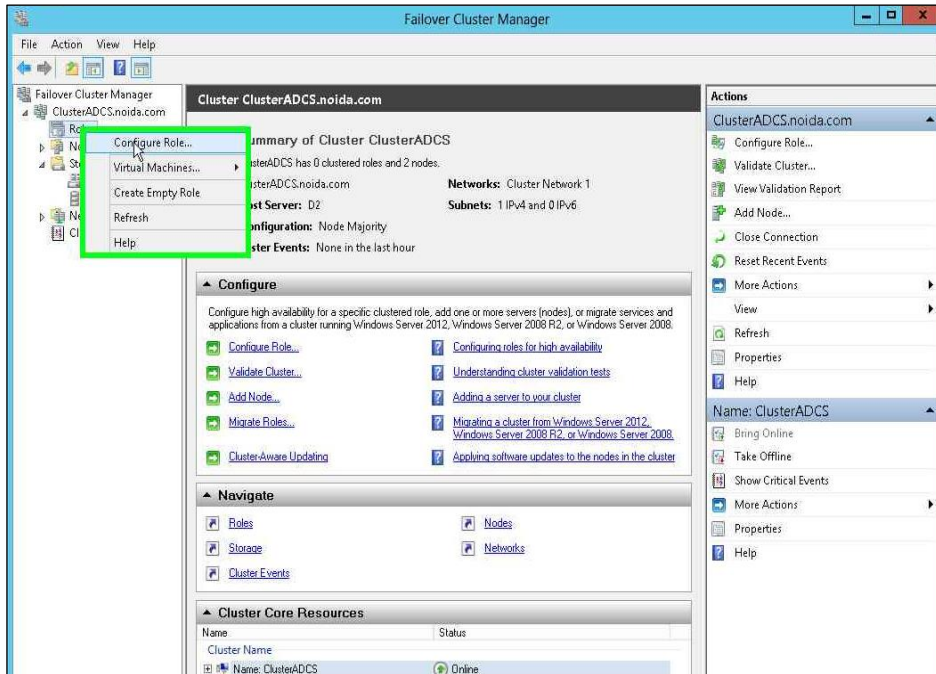 Failover Cluster Manager
File Action View Help
Failover Cluster Manager
ClusterADCS.noida.com
Configure Role...
Virtual Machines...
Create Empty Role
Refresh
Help
Cluster ClusterADCS.noida.com
ummary of Cluster ClusterADCS
sterADCS has 0 clustered roles and 2 nodes.
sterADCS.noida.com
Networks: Cluster Network 1
st Server: D2
Subnets: 1 IPv4 and 0 IPv6
nfiguration: Node Majority
ster Events: None in the last hour
Configure
Configure high availability for a specific clustered role, add one or more servers (nodes), or migrate services and
applications from a cluster running Windows Server 2012, Windows Server 2008 R2, or Windows Server 2008.
Configure Role...
Configuring roles for high availability
Validate Cluster...
Understanding cluster validation tests
Add Node...
Adding a server to your cluster
Migrate Roles...
Migrating a cluster from Windows Server 2012,
Windows Server 2008 R2, or Windows Server 2008.
Cluster-Aware Updating
Applying software updates to the nodes in the cluster
Navigate
Roles
Nodes
Storage
Networks
Cluster Events
Cluster Core Resources
Name Status
Cluster Name
Name: ClusterADCS Online
Actions
ClusterADCS.noida.com
Configure Role...
Validate Cluster...
View Validation Report
Add Node...
Close Connection
Reset Recent Events
More Actions
View
Refresh
Properties
Help
Name: ClusterADCS
Bring Online
Take Offline
Show Critical Events
More Actions
Properties
Help